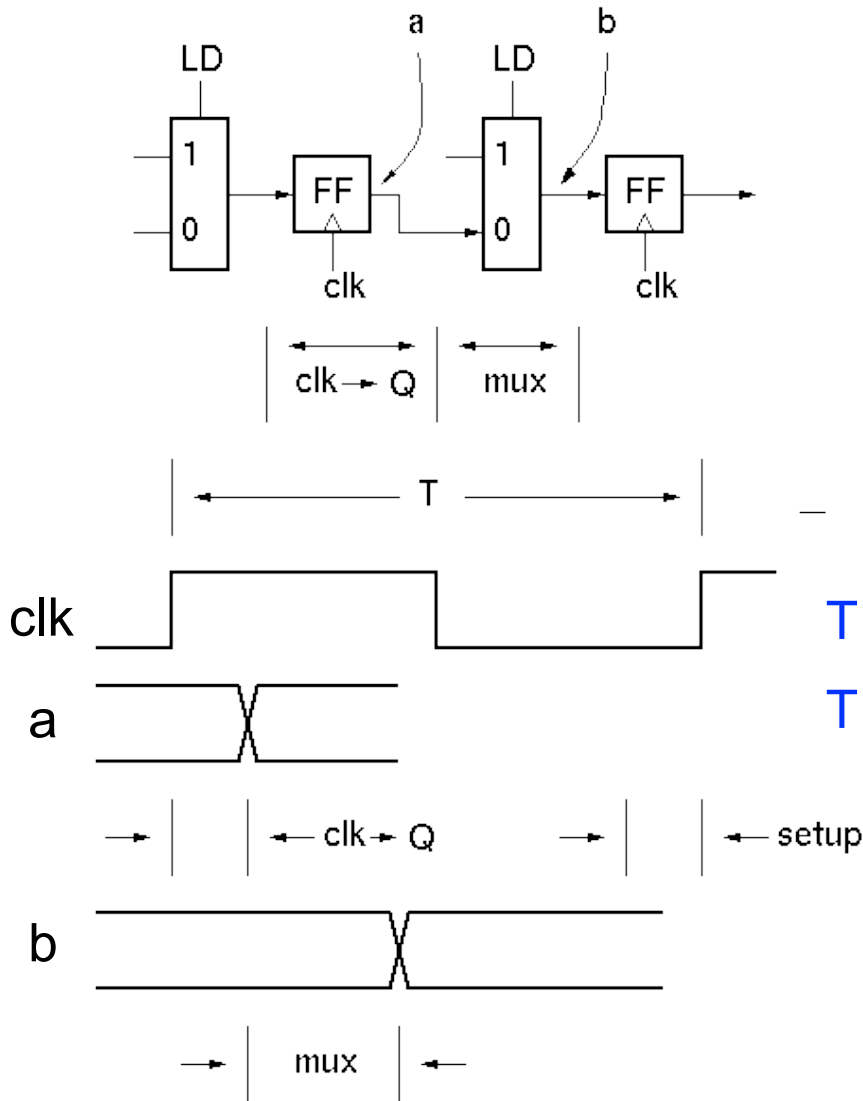 a b
LD LD
1 1
FF FF
0 0
clk clk
clk → Q mux
T
clk T
a T
clk → Q setup
b
mux